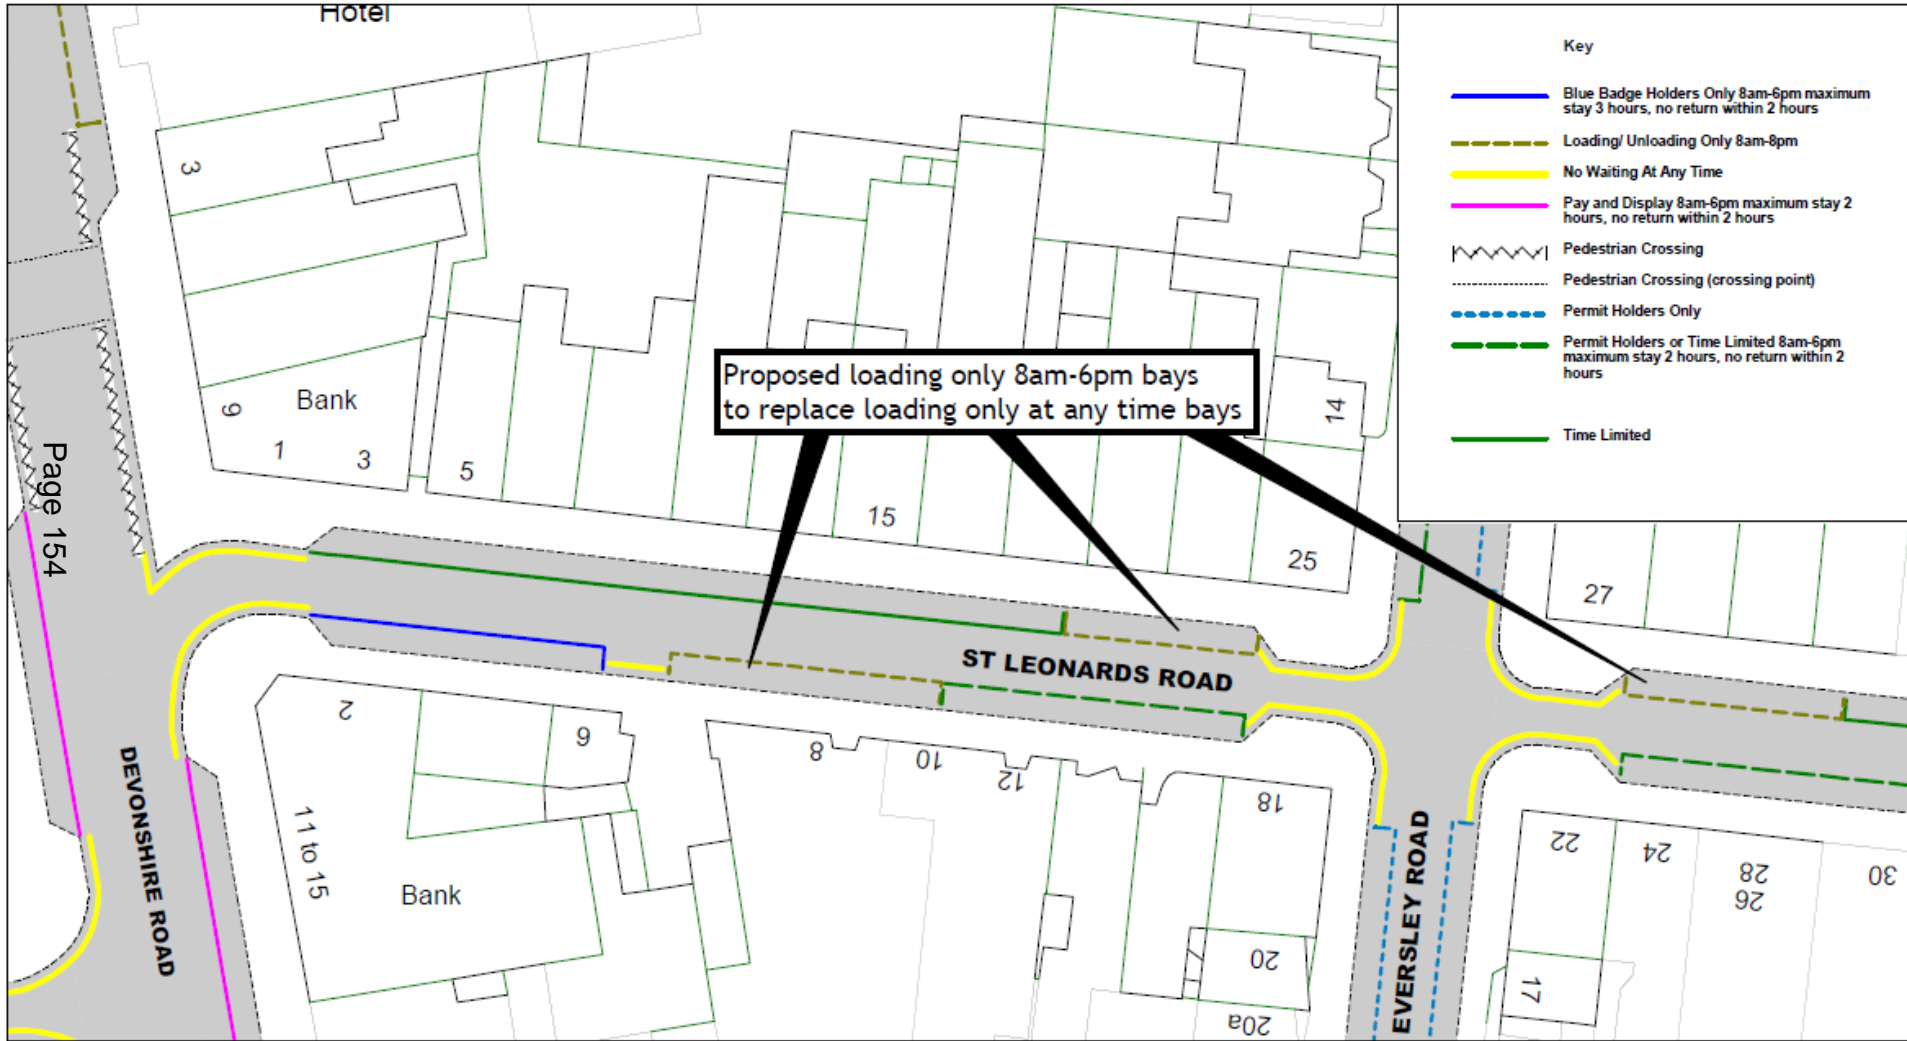 Hotel
Key
Blue Badge Holders Only 8am-6pm maximum
stay 3 hours, no return within 2 hours
Loading/ Unloading Only 8am-8pm
No Waiting At Any Time
Pay and Display 8am-6pm maximum stay 2
hours, no return within 2 hours
Pedestrian Crossing
Pedestrian Crossing (crossing point)
Permit Holders Only
Permit Holders or Time Limited 8am-6pm
maximum stay 2 hours, no return within 2
hours
Time Limited
3
Proposed loading only 8am-6pm bays
to replace loading only at any time bays
Bank
9
1
3
5
14
15
25
27
Page 154
ST LEONARDS ROAD
2
6
8
10
12
18
22
24
28
26
30
DEVONSHIRE ROAD
11 to 15
Bank
EVERSLEY ROAD
20
17
20a